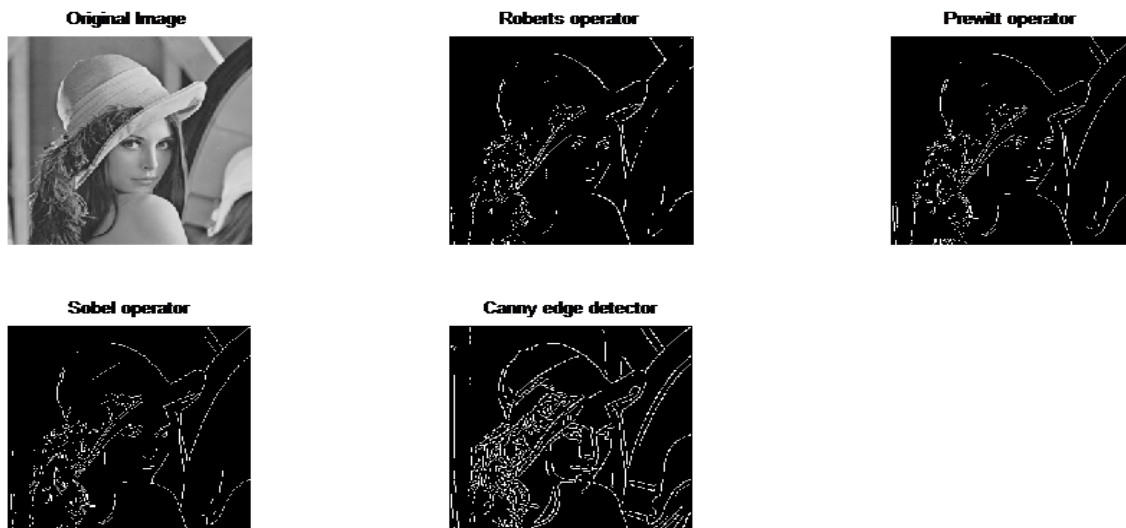 Original Image
Roberts operator
Prewitt operator
Sobel operator
Canny edge detector